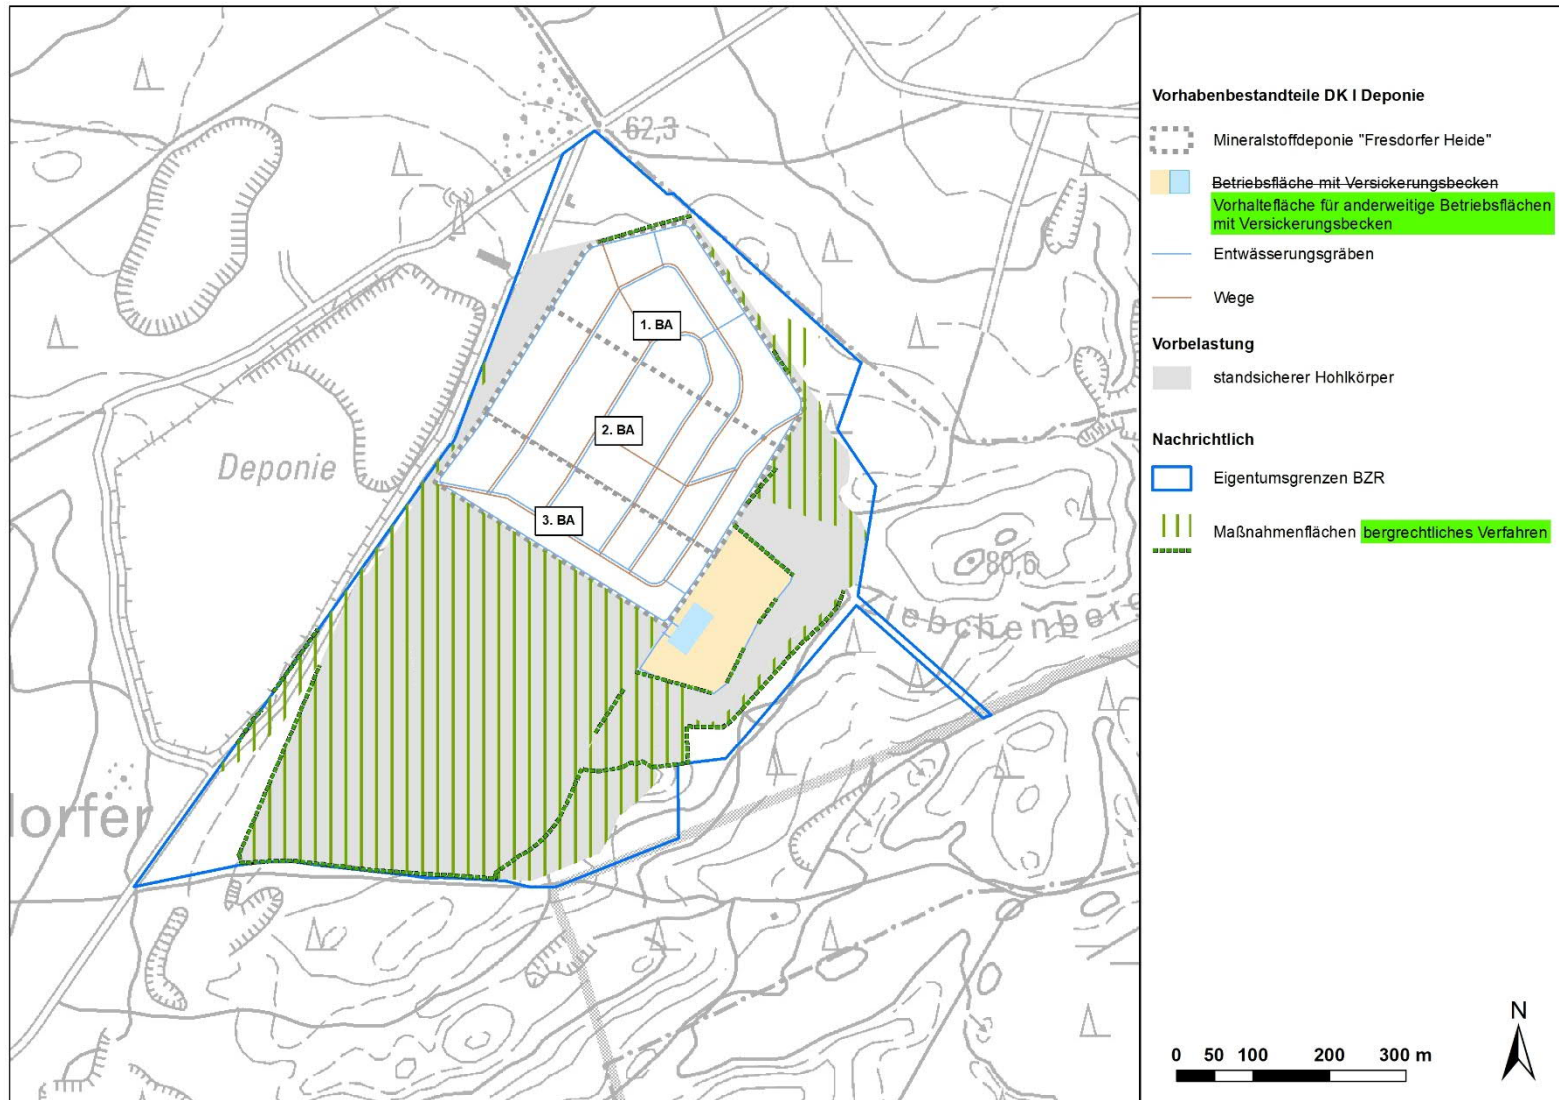 62,3
1. BA
2. BA
Deponie
3. BA
80,6
Ziebchenberg
dorfer
Vorhabenbestandteile DK I Deponie
Mineralstoffdeponie "Fresdorfer Heide"
Betriebsfläche mit Versickerungsbecken
Vorhaltefläche für anderweitige Betriebsflächen
mit Versickerungsbecken
Entwässerungsgräben
Wege
Vorbelastung
standsicherer Hohlkörper
Nachrichtlich
Eigentumsgrenzen BZR
Maßnahmenflächen bergrechtliches Verfahren
N
0 50 100 200 300 m